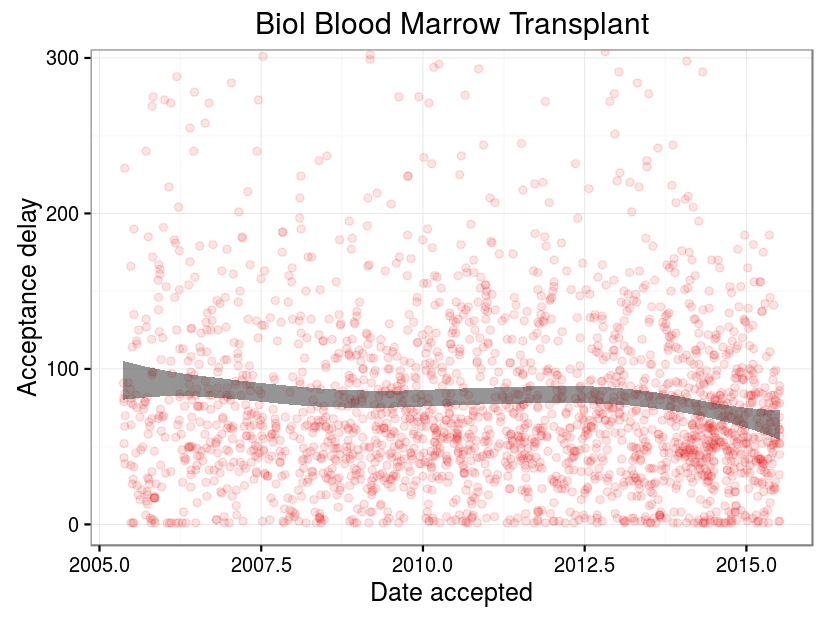 Biol Blood Marrow Transplant
Acceptance delay
300
200
100
0
2005.0 2007.5 2010.0 2012.5 2015.0
Date accepted